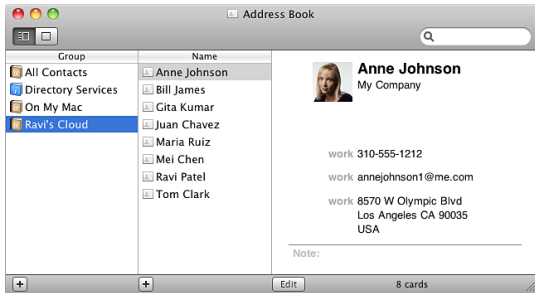 Address Book
Group
All Contacts
Directory Services
On My Mac
Ravi's Cloud
Name
Anne Johnson
Bill James
Gita Kumar
Juan Chavez
Maria Ruiz
Mei Chen
Ravi Patel
Tom Clark
Anne Johnson
My Company
work 310-555-1212
work annejohnson1@me.com
work 8570 W Olympic Blvd
Los Angeles CA 90035
USA
Note:
Edit
8 cards